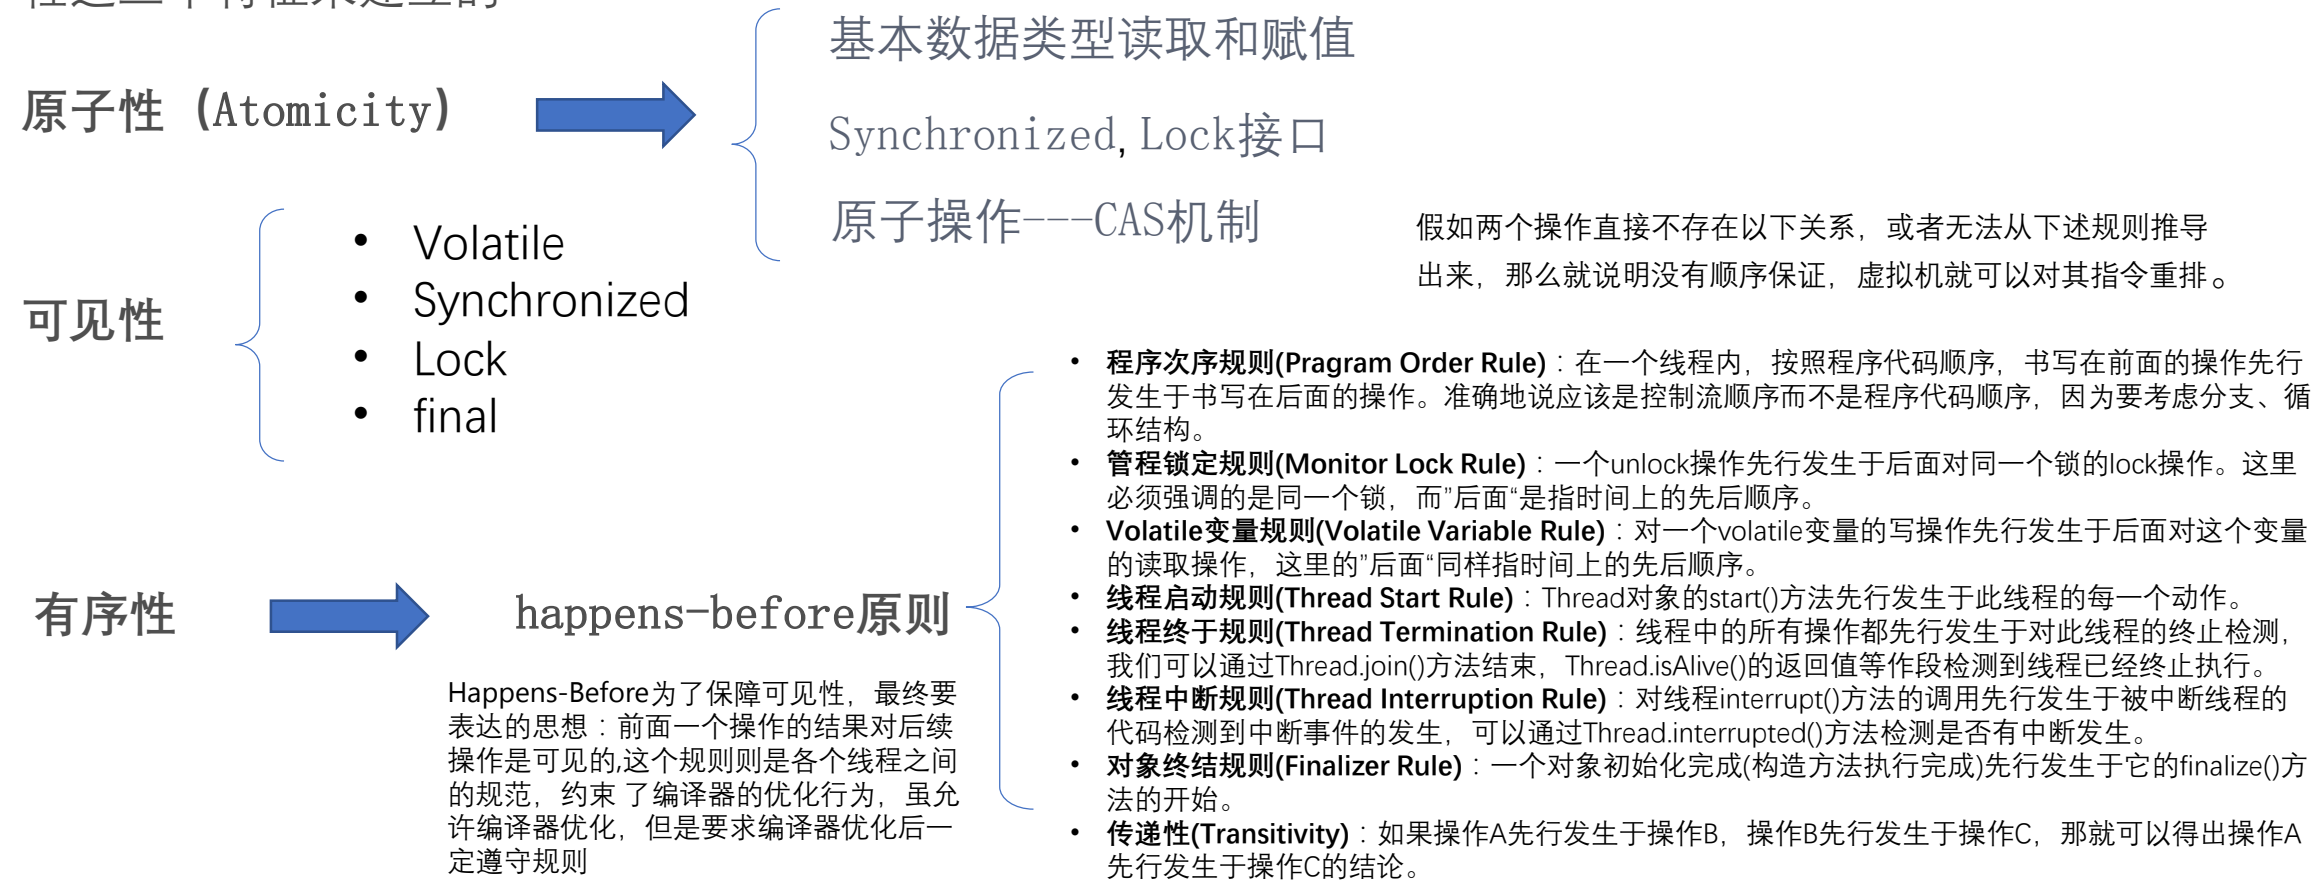 基本数据类型读取和赋值
原子性（Atomicity）
Synchronized,Lock接口
原子操作---CAS机制
可见性
• Volatile
• Synchronized
• Lock
• final
假如两个操作直接不存在以下关系，或者无法从下述规则推导
出来，那么就说明没有顺序保证，虚拟机就可以对其指令重排。
有序性
happens-before原则
Happens-Before为了保障可见性，最终要
表达的思想：前面一个操作的结果对后续
操作是可见的,这个规则则是各个线程之间
的规范，约束 了编译器的优化行为，虽允
许编译器优化，但是要求编译器优化后一
定遵守规则
• 程序次序规则(Pragram Order Rule)：在一个线程内，按照程序代码顺序，书写在前面的操作先行
发生于书写在后面的操作。准确地说应该是控制流顺序而不是程序代码顺序，因为要考虑分支、循
环结构。
• 管程锁定规则(Monitor Lock Rule)：一个unlock操作先行发生于后面对同一个锁的lock操作。这里
必须强调的是同一个锁，而”后面“是指时间上的先后顺序。
• Volatile变量规则(Volatile Variable Rule)：对一个volatile变量的写操作先行发生于后面对这个变量
的读取操作，这里的”后面“同样指时间上的先后顺序。
• 线程启动规则(Thread Start Rule)：Thread对象的start()方法先行发生于此线程的每一个动作。
• 线程终于规则(Thread Termination Rule)：线程中的所有操作都先行发生于对此线程的终止检测，
我们可以通过Thread.join()方法结束，Thread.isAlive()的返回值等作段检测到线程已经终止执行。
• 线程中断规则(Thread Interruption Rule)：对线程interrupt()方法的调用先行发生于被中断线程的
代码检测到中断事件的发生，可以通过Thread.interrupted()方法检测是否有中断发生。
• 对象终结规则(Finalizer Rule)：一个对象初始化完成(构造方法执行完成)先行发生于它的finalize()方
法的开始。
• 传递性(Transitivity)：如果操作A先行发生于操作B，操作B先行发生于操作C，那就可以得出操作A
先行发生于操作C的结论。